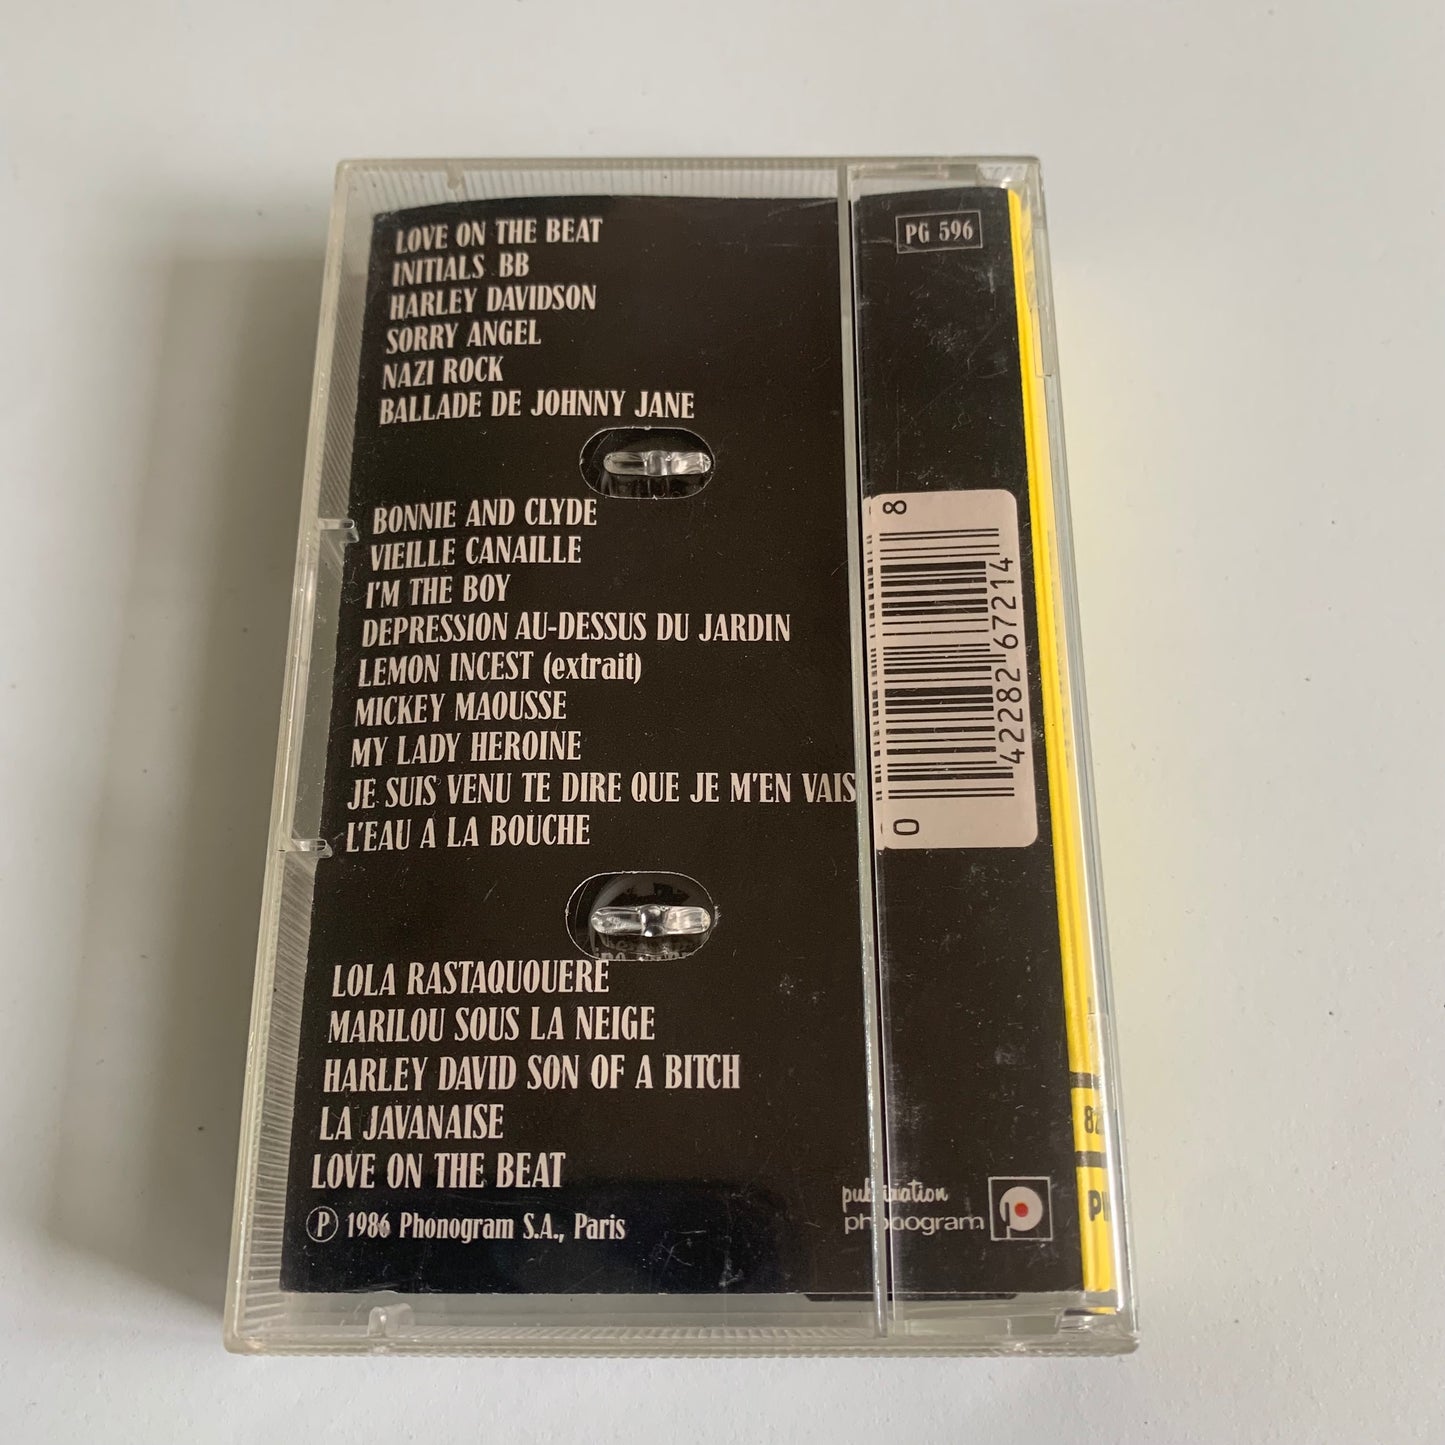 LOVE ON THE BEAT
INITIALS BB
HARLEY DAVIDSON
SORRY ANGEL
NAZI ROCK
BALLADE DE JOHNNY JANE
BONNIE AND CLYDE
VIEILLE CANAILLE
I'M THE BOY
DEPRESSION AU-DESSUS DU JARDIN
LEMON INCEST (extrait)
MICKEY MAOUSSE
MY LADY HEROINE
JE SUIS VENU TE DIRE QUE JE M'EN VAIS
L'EAU A LA BOUCHE
LOLA RASTAQUOUERE
MARILOU SOUS LA NEIGE
HARLEY DAVID SON OF A BITCH
LA JAVANAISE
LOVE ON THE BEAT
Ⓟ 1986 Phonogram S.A., Paris
PG 596
0 42282 67214 8
phonogram
82